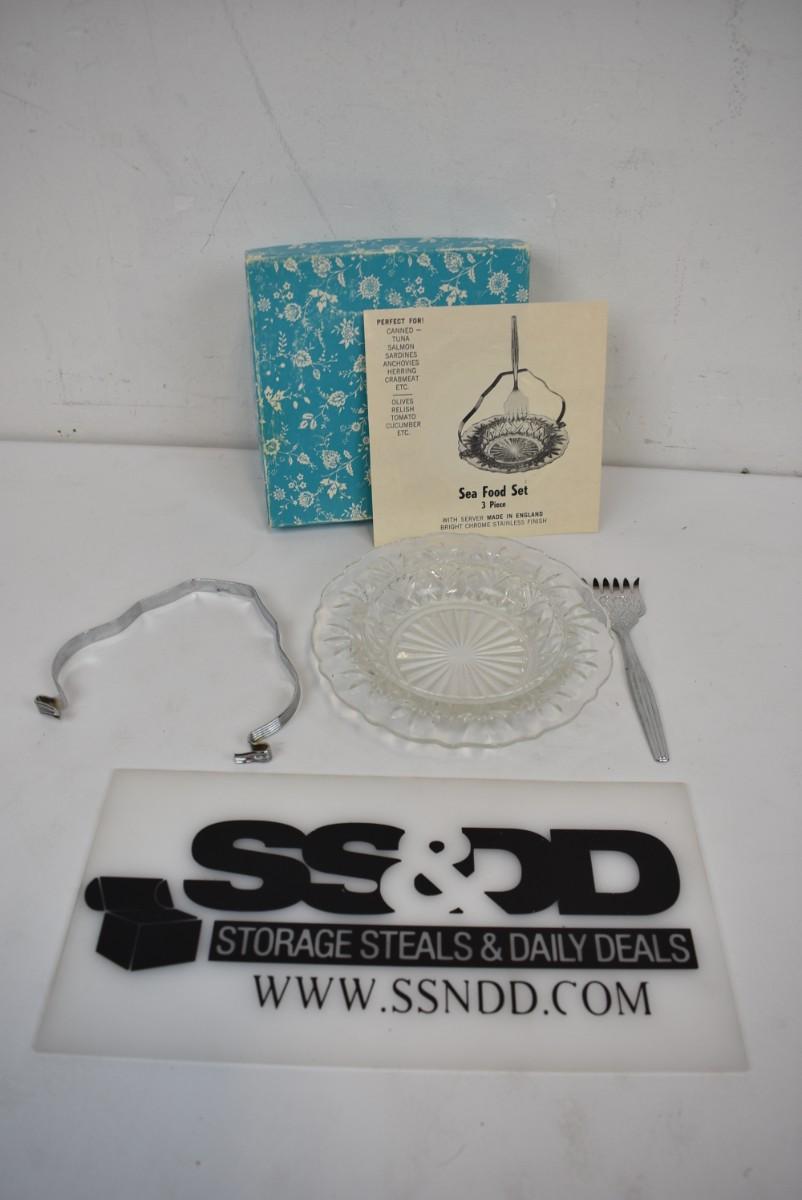 PERFECT FOR!
CANNED —
TUNA
SALMON
SARDINES
ANCHOVIES
HERRING
CRABMEAT
ETC.
OLIVES
RELISH
TOMATO
CUCUMBER
ETC.
Sea Food Set
3 Piece
WITH SERVER MADE IN ENGLAND
BRIGHT CHROME STAINLESS FINISH
SS&DD
STORAGE STEALS & DAILY DEALS
WWW.SSNDD.COM